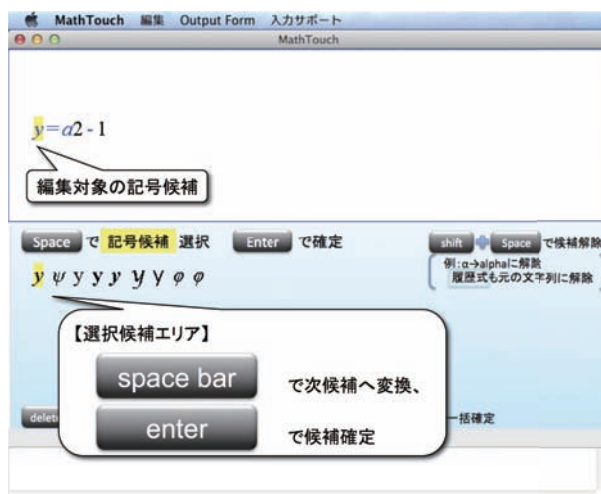 MathTouch 編集 Output Form 入力サポート
MathTouch
y=α2-1
編集対象の記号候補
Space で 記号候補 選択 Enter で確定
shift Space で候補解除
例:α→alphaに解除
履歴式も元の文字列に解除
y ψ y y y y y φ φ
【選択候補エリア】
space bar で次候補へ変換、
enter で候補確定
一括確定